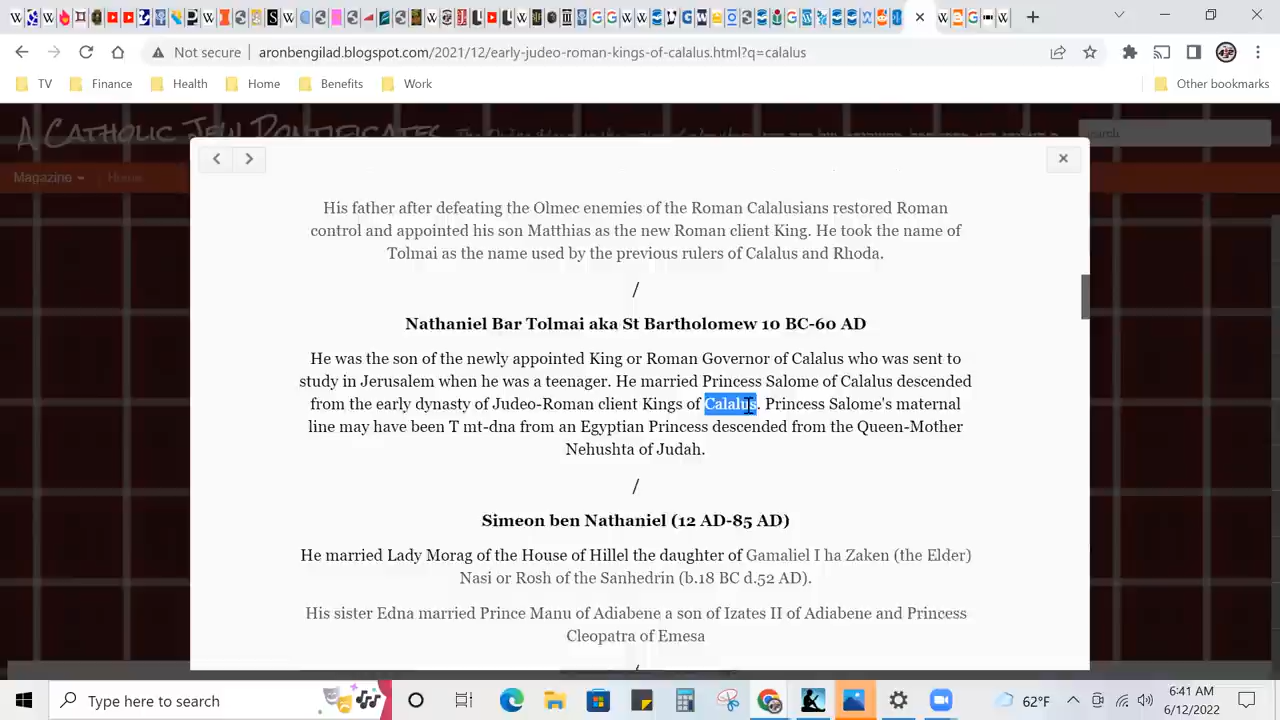 Not secure
aronbengilad.blogspot.com/2021/12/early-judeo-roman-kings-of-calalus.html?q=calalus
TV Finance Health Home Benefits Work Other bookmarks
A CATHOLIC JEW PONTIFICATES search
Magazine Home
His father after defeating the Olmec enemies of the Roman Calalusians restored Roman
control and appointed his son Matthias as the new Roman client King. He took the name of
Tolmai as the name used by the previous rulers of Calalus and Rhoda.
/
Nathaniel Bar Tolmai aka St Bartholomew 10 BC-60 AD
He was the son of the newly appointed King or Roman Governor of Calalus who was sent to
study in Jerusalem when he was a teenager. He married Princess Salome of Calalus descended
from the early dynasty of Judeo-Roman client Kings of Calalus. Princess Salome's maternal
line may have been T mt-dna from an Egyptian Princess descended from the Queen-Mother
Nehushta of Judah.
/
Simeon ben Nathaniel (12 AD-85 AD)
He married Lady Morag of the House of Hillel the daughter of Gamaliel I ha Zaken (the Elder)
Nasi or Rosh of the Sanhedrin (b.18 BC d.52 AD).
His sister Edna married Prince Manu of Adiabene a son of Izates II of Adiabene and Princess
Cleopatra of Emesa
Type here to search
62°F
6:41 AM
6/12/2022